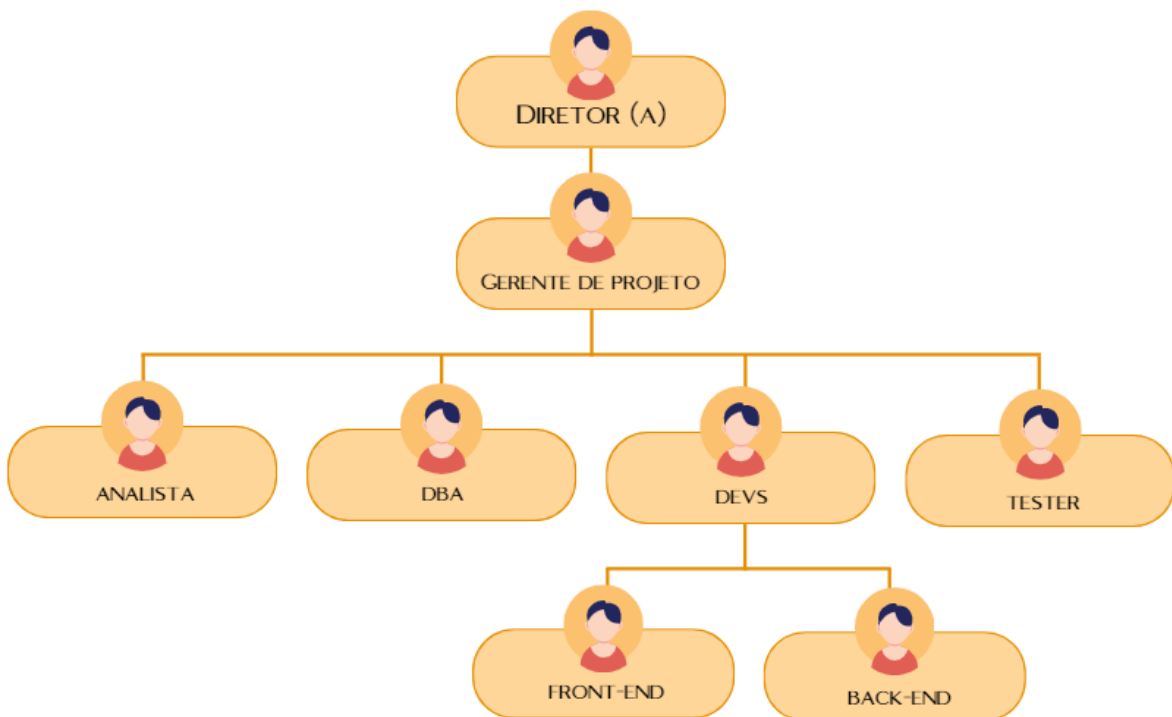 DIRETOR (A)
GERENTE DE PROJETO
ANALISTA
DBA
DEVS
TESTER
FRONT-END
BACK-END